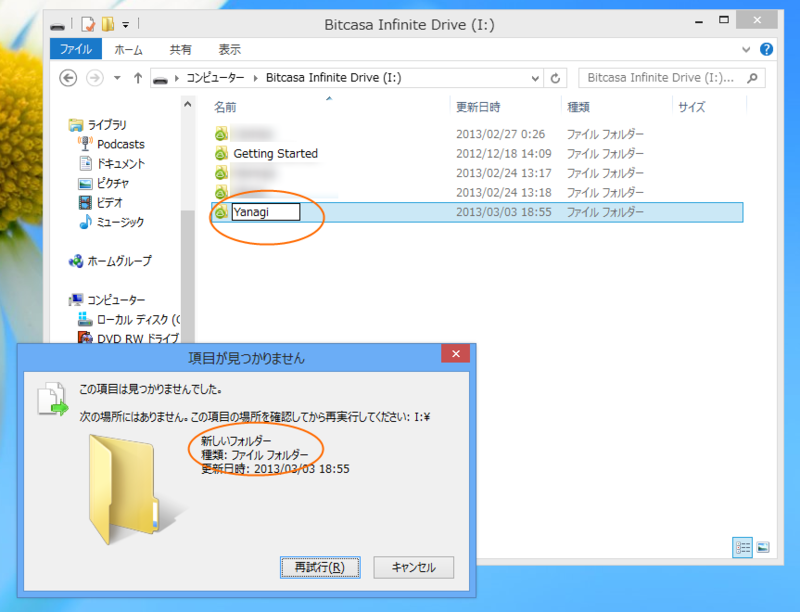 Bitcasa Infinite Drive (I:)
ファイル ホーム 共有 表示
コンピューター Bitcasa Infinite Drive (I:) Bitcasa Infinite Drive (I:)...
名前 更新日時 種類 サイズ
ライブラリ
Podcasts
ドキュメント
ピクチャ
ビデオ
ミュージック
ホームグループ
コンピューター
ローカル ディスク (C
DVD RW ドライブ
2013/02/27 0:26 ファイル フォルダー
Getting Started 2012/12/18 14:09 ファイル フォルダー
2013/02/24 13:17 ファイル フォルダー
2013/02/24 13:18 ファイル フォルダー
Yanagi 2013/03/03 18:55 ファイル フォルダー
項目が見つかりません
この項目は見つかりませんでした。
次の場所にはありません。この項目の場所を確認してから再実行してください: I:¥
新しいフォルダー
種類: ファイル フォルダー
更新日時: 2013/03/03 18:55
再試行(R) キャンセル